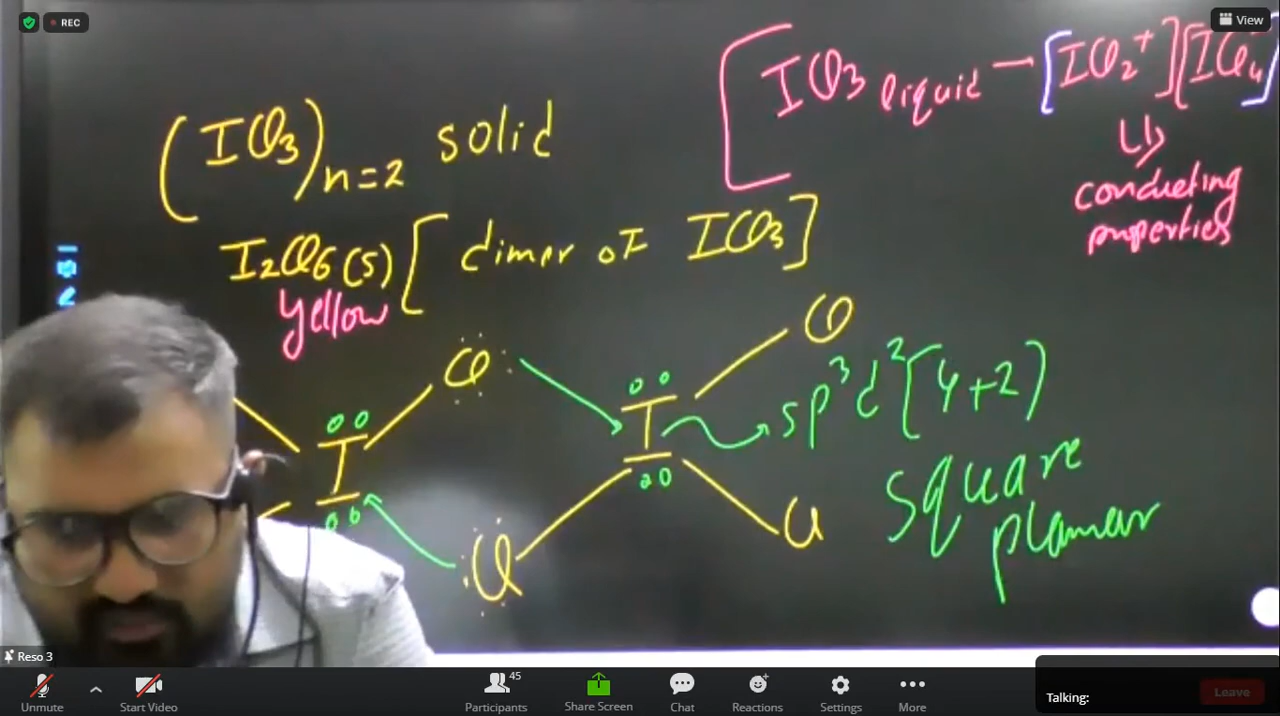 REC
View
ICl3 liquid — [ICl2+][ICl4-]
conducting
properties
(ICl3)n=2 solid
I2Cl6(s) [dimer of ICl3]
yellow
Cl
Cl
I
I
sp3d2(4+2)
square
planar
Cl
Cl
Reso 3
Unmute
Start Video
45
Participants
Share Screen
Chat
Reactions
Settings
More
Talking:
Leave